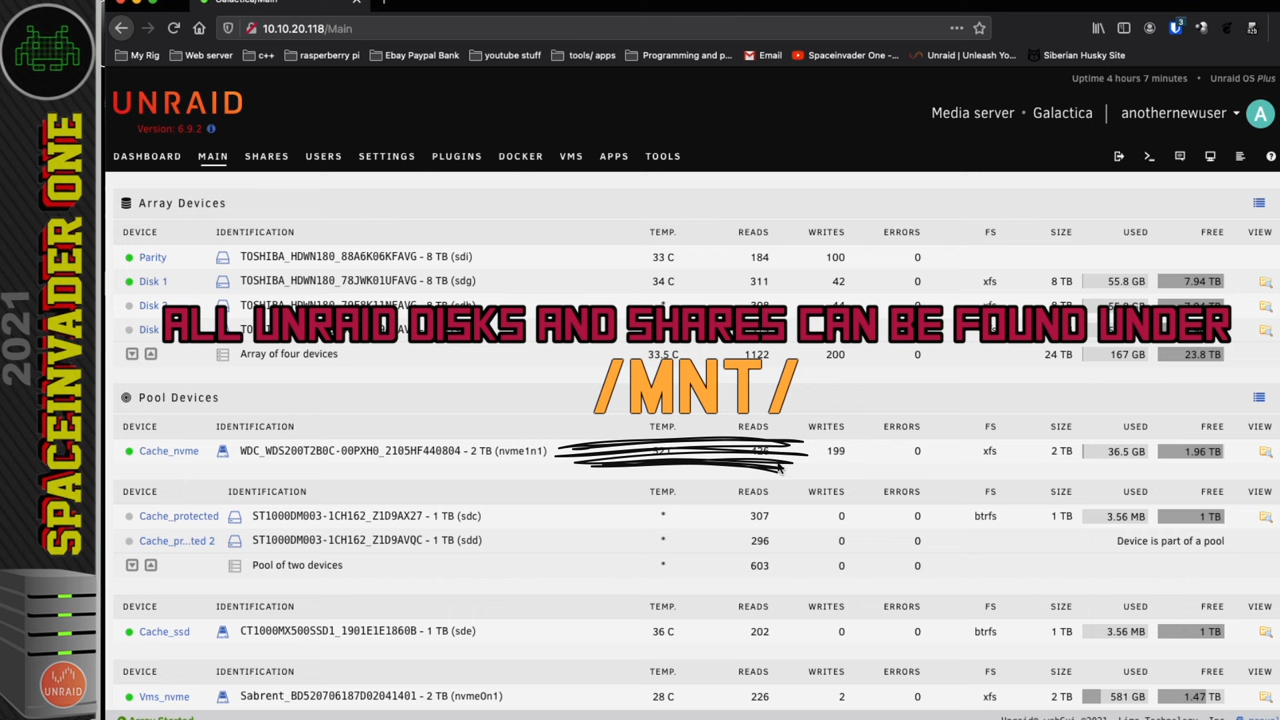 Galactica/Main
10.10.20.118/Main
3
My Rig Web server c++ rasperberry pi Ebay Paypal Bank youtube stuff tools/ apps Programming and p... Email Spaceinvader One -... Unraid | Unleash Yo... Siberian Husky Site
Uptime 4 hours 7 minutes • Unraid OS Plus
UNRAID
Version: 6.9.2
Media server • Galactica
anothernewuser
A
DASHBOARD MAIN SHARES USERS SETTINGS PLUGINS DOCKER VMS APPS TOOLS
Array Devices
DEVICE IDENTIFICATION TEMP. READS WRITES ERRORS FS SIZE USED FREE VIEW
Parity TOSHIBA_HDWN180_88A6K06KFAVG - 8 TB (sdi) 33 C 184 100 0
Disk 1 TOSHIBA_HDWN180_78JWK01UFAVG - 8 TB (sdg) 34 C 311 42 0 xfs 8 TB 55.8 GB 7.94 TB
Disk
ALL UNRAID DISKS AND SHARES CAN BE FOUND UNDER
Disk
Array of four devices 33.5 C 1122 200 0 24 TB 167 GB 23.8 TB
/MNT/
Pool Devices
DEVICE IDENTIFICATION TEMP. READS WRITES ERRORS FS SIZE USED FREE VIEW
Cache_nvme WDC_WDS200T2B0C-00PXH0_2105HF440804 - 2 TB (nvme1n1) 199 0 xfs 2 TB 36.5 GB 1.96 TB
DEVICE IDENTIFICATION TEMP. READS WRITES ERRORS FS SIZE USED FREE VIEW
Cache_protected ST1000DM003-1CH162_Z1D9AX27 - 1 TB (sdc) * 307 0 0 btrfs 1 TB 3.56 MB 1 TB
Cache_pr...ted 2 ST1000DM003-1CH162_Z1D9AVQC - 1 TB (sdd) * 296 0 0 Device is part of a pool
Pool of two devices * 603 0 0
DEVICE IDENTIFICATION TEMP. READS WRITES ERRORS FS SIZE USED FREE VIEW
Cache_ssd CT1000MX500SSD1_1901E1E1860B - 1 TB (sde) 36 C 202 0 0 btrfs 1 TB 3.56 MB 1 TB
DEVICE IDENTIFICATION TEMP. READS WRITES ERRORS FS SIZE USED FREE VIEW
Vms_nvme Sabrent_BD520706187D02041401 - 2 TB (nvme0n1) 28 C 226 2 0 xfs 2 TB 581 GB 1.47 TB
Array Started
2021
SPACEINVADER ONE
UNRAID